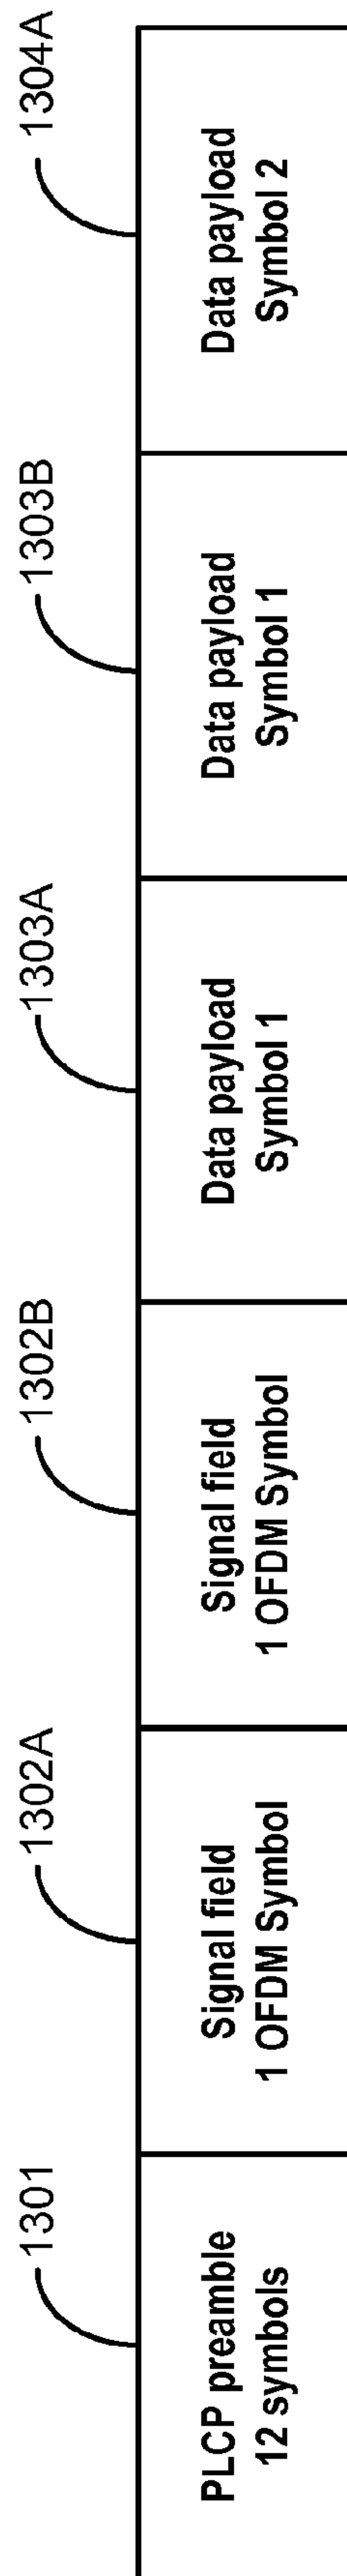 1301
1302A
1302B
1303A
1303B
1304A
PLCP preamble
12 symbols
Signal field
1 OFDM Symbol
Signal field
1 OFDM Symbol
Data payload
Symbol 1
Data payload
Symbol 1
Data payload
Symbol 2